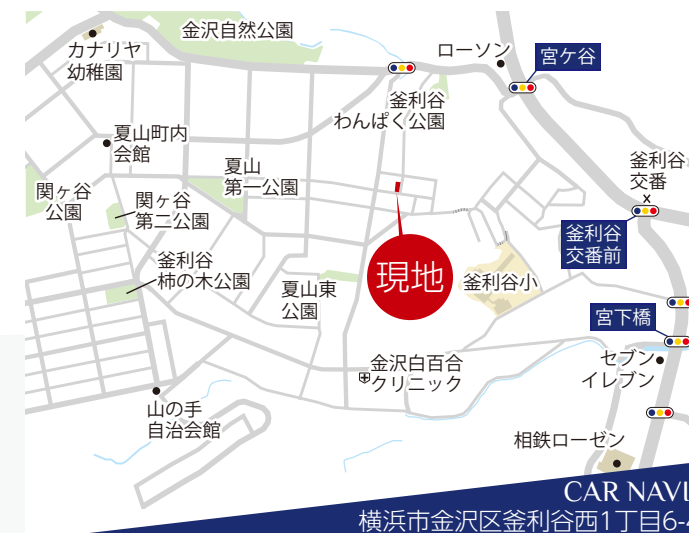 金沢自然公園
カナリヤ
幼稚園
ローソン
宮ケ谷
釜利谷
わんぱく公園
夏山町内
会館
夏山
第一公園
釜利谷
交番
関ヶ谷
公園
関ヶ谷
第二公園
釜利谷
交番前
釜利谷
柿の木公園
現地
釜利谷小
夏山東
公園
宮下橋
金沢白百合
クリニック
セブン
イレブン
山の手
自治会館
相鉄ローゼン
CAR NAVI
横浜市金沢区釜利谷西1丁目6-4